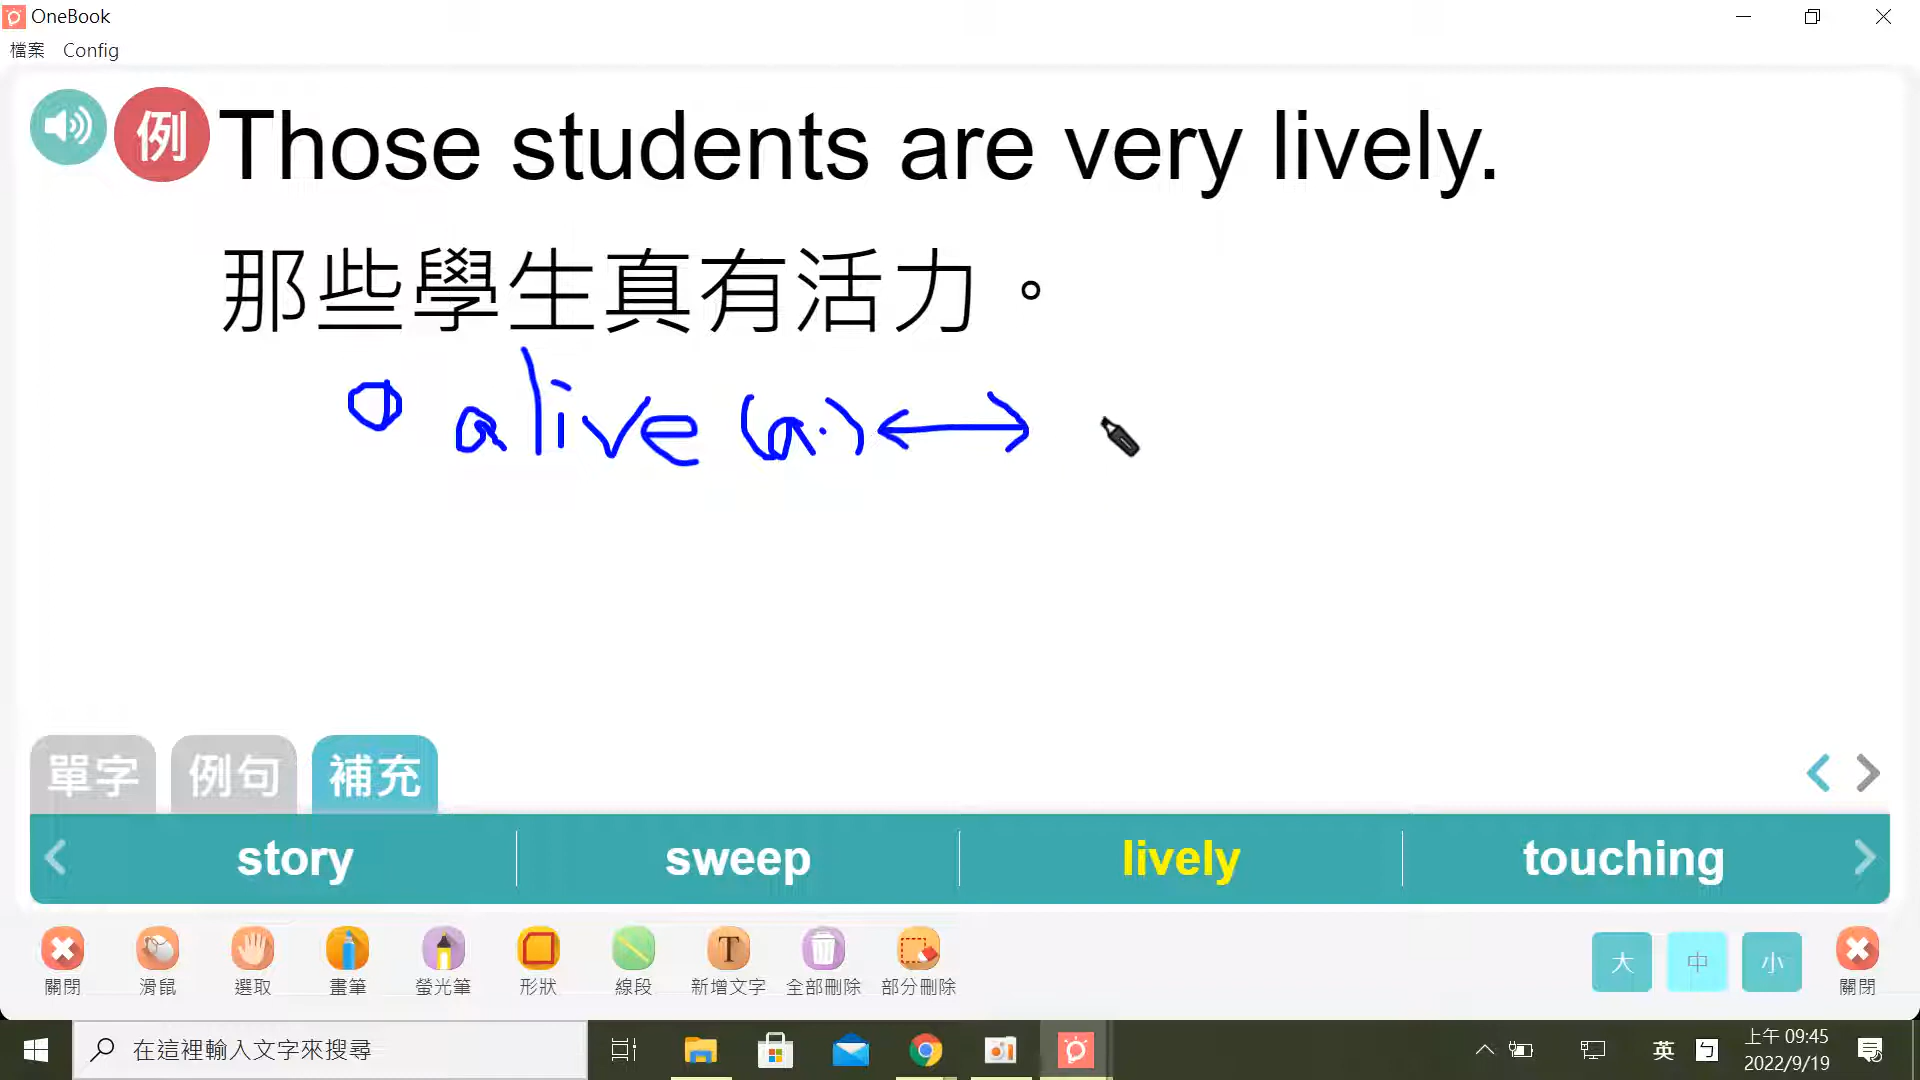 OneBook
檔案 Config
例 Those students are very lively.
那些學生真有活力。
alive (a.) ↔
單字 例句 補充
story sweep lively touching
關閉 滑鼠 選取 畫筆 螢光筆 形狀 線段 新增文字 全部刪除 部分刪除 大 中 小 關閉
在這裡輸入文字來搜尋
英 ㄅ 上午 09:45
2022/9/19